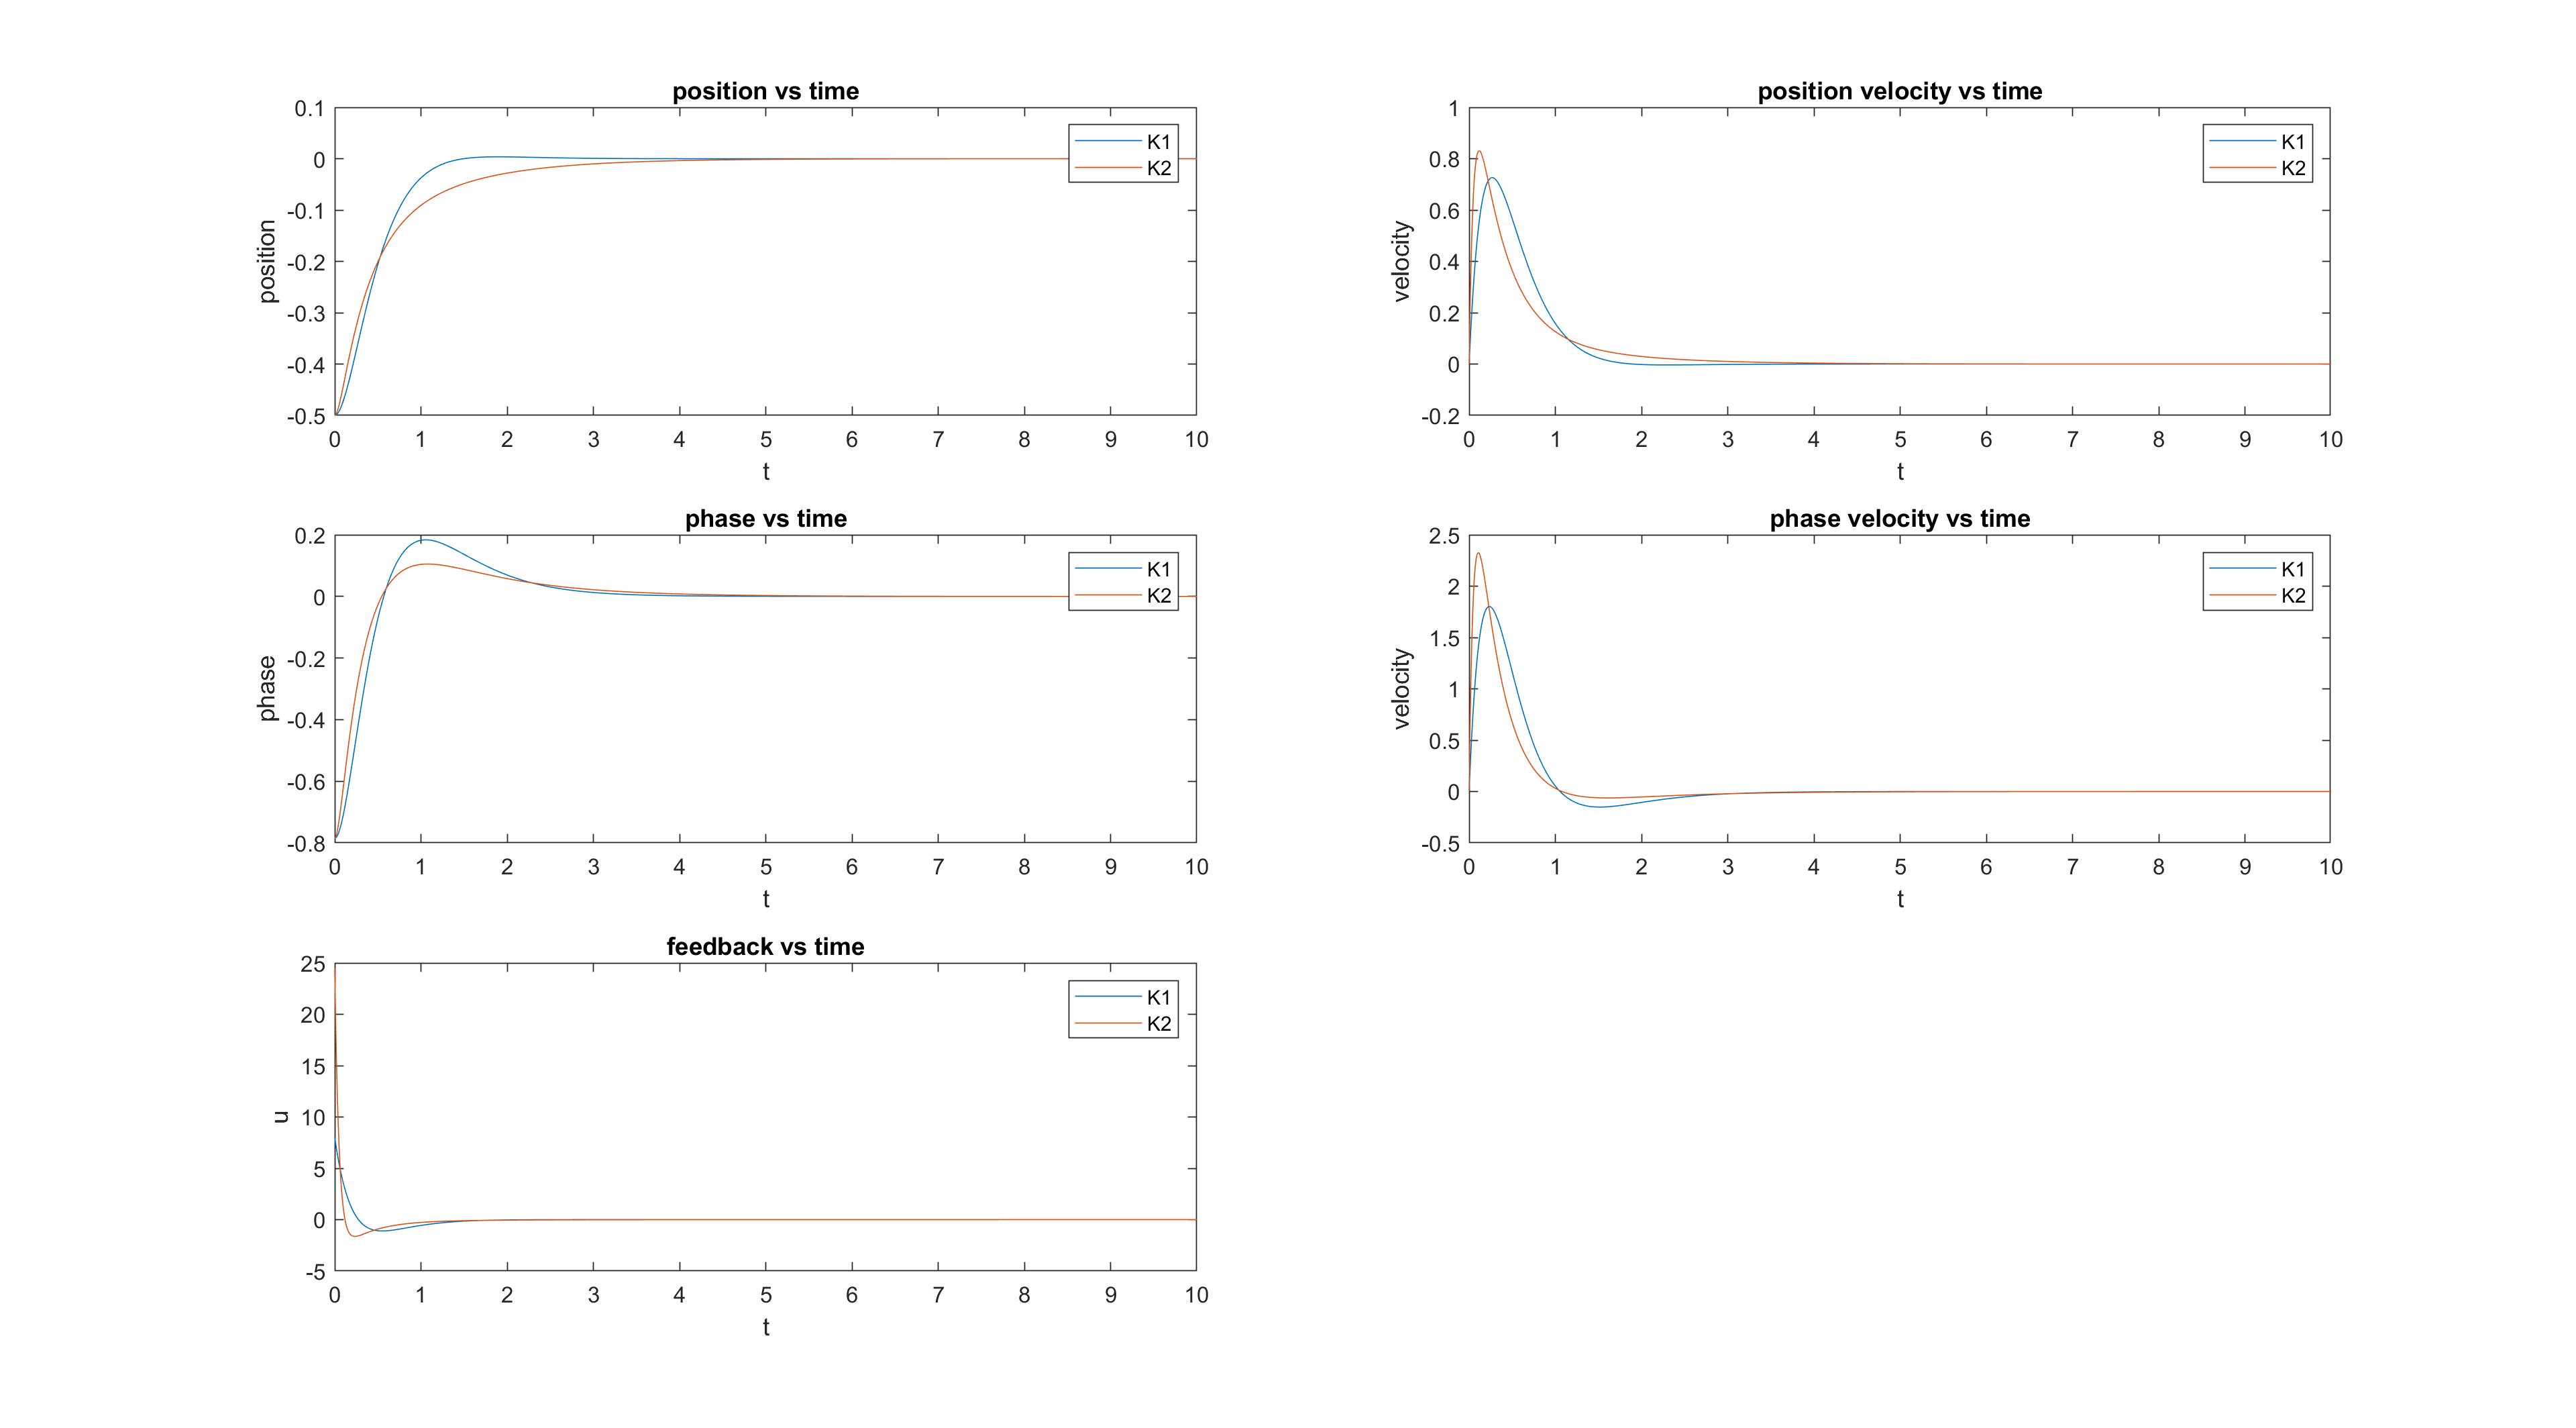 position vs time
0.1
0
-0.1
-0.2
-0.3
-0.4
-0.5
position
0 1 2 3 4 5 6 7 8 9 10
t
K1
K2
position velocity vs time
1
0.8
0.6
0.4
0.2
0
-0.2
velocity
0 1 2 3 4 5 6 7 8 9 10
t
K1
K2
phase vs time
0.2
0
-0.2
-0.4
-0.6
-0.8
phase
0 1 2 3 4 5 6 7 8 9 10
t
K1
K2
phase velocity vs time
2.5
2
1.5
1
0.5
0
-0.5
velocity
0 1 2 3 4 5 6 7 8 9 10
t
K1
K2
feedback vs time
25
20
15
10
5
0
-5
u
0 1 2 3 4 5 6 7 8 9 10
t
K1
K2